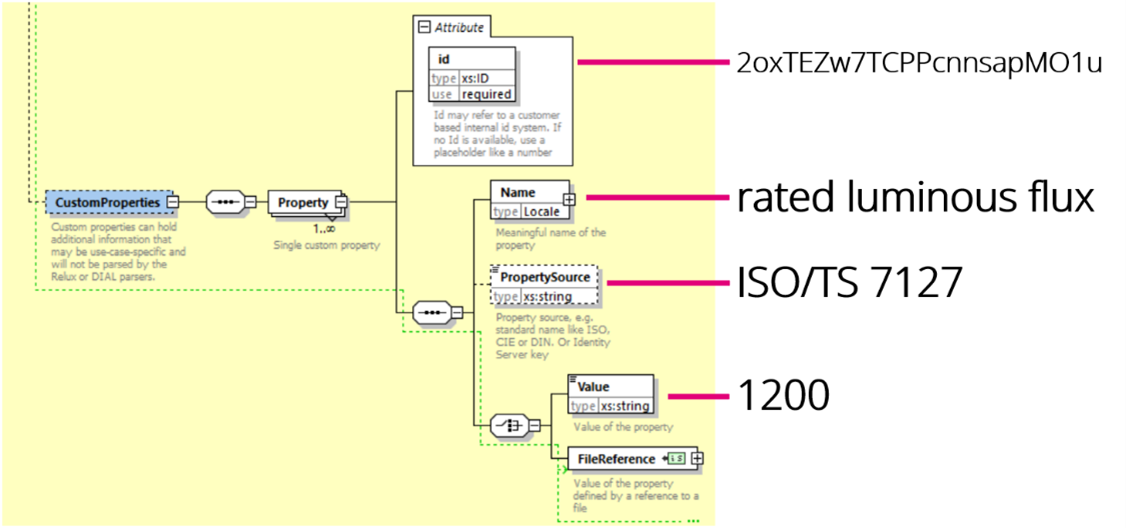 Attribute
id
type xs:ID
use required
Id may refer to a customer
based internal id system. If
no Id is available, use a
placeholder like a number
2oxTEZw7TCPPcnnsapMO1u
CustomProperties
Custom properties can hold
additional information that
may be use-case-specific and
will not be parsed by the
Relux or DIAL parsers.
Property
1..∞
Single custom property
Name
type Locale
Meaningful name of the
property
rated luminous flux
PropertySource
type xs:string
Property source, e.g.
standard name like ISO,
CIE or DIN. Or Identity
Server key
ISO/TS 7127
Value
type xs:string
Value of the property
1200
FileReference
Value of the property
defined by a reference to a
file